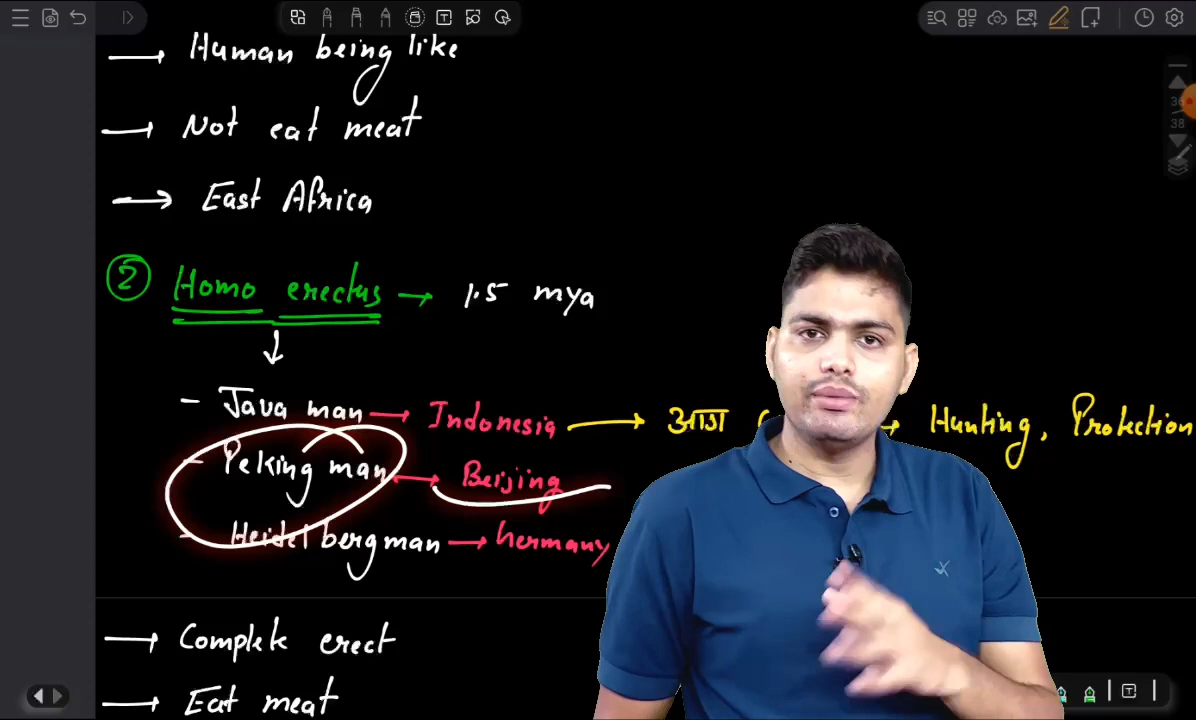 → Human being like
→ Not eat meat
→ East Africa
② Homo erectus → 1.5 mya
- Java man → Indonesia → आग → Hunting, Protection
- Peking man → Beijing
- Heidelbergman → Germany
→ Complete erect
→ Eat meat
38